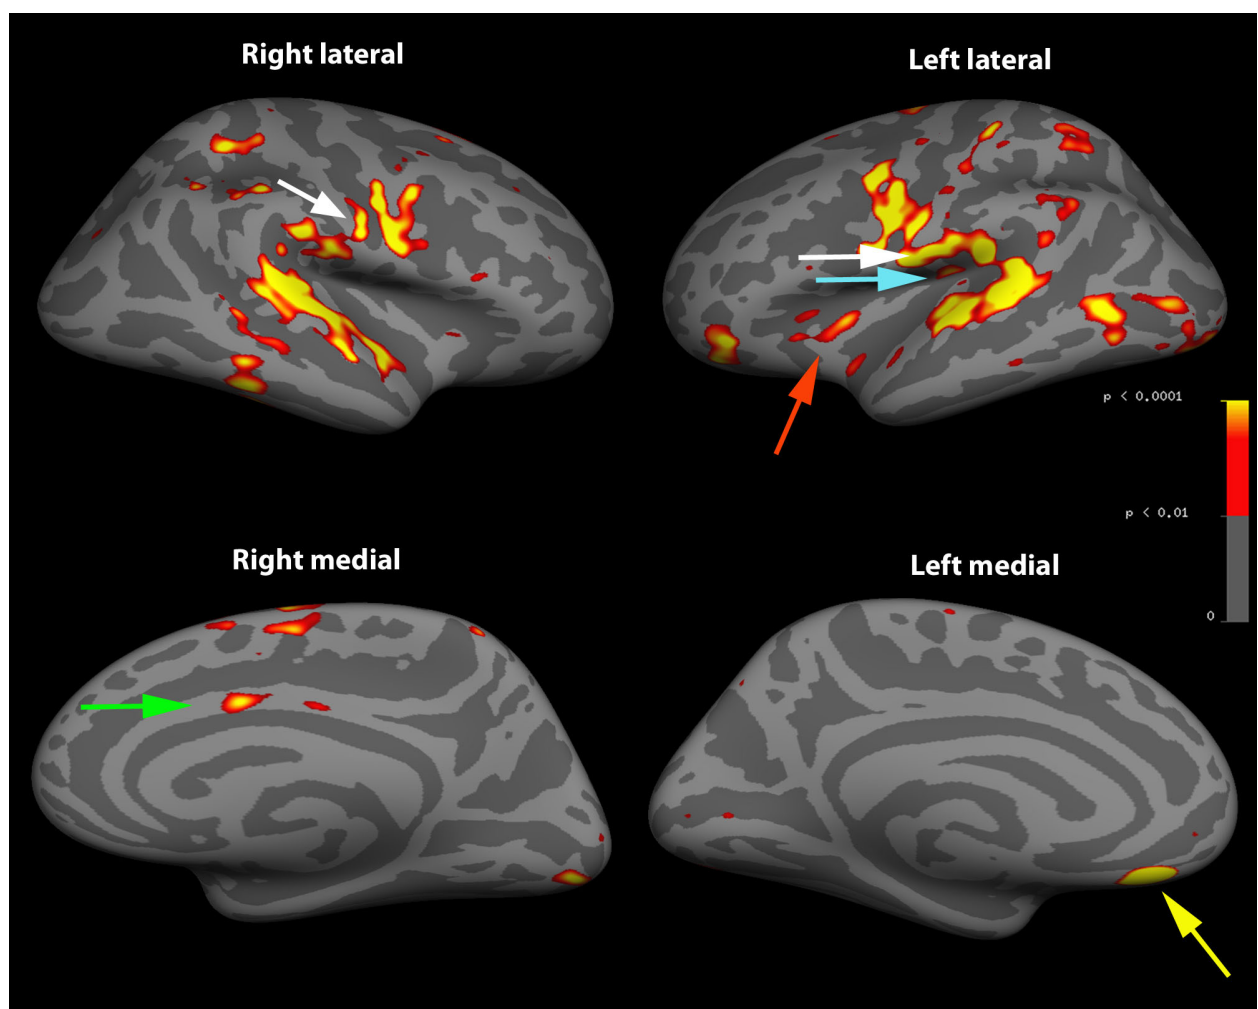 Right lateral
Left lateral
p < 0.0001
p < 0.01
0
Right medial
Left medial